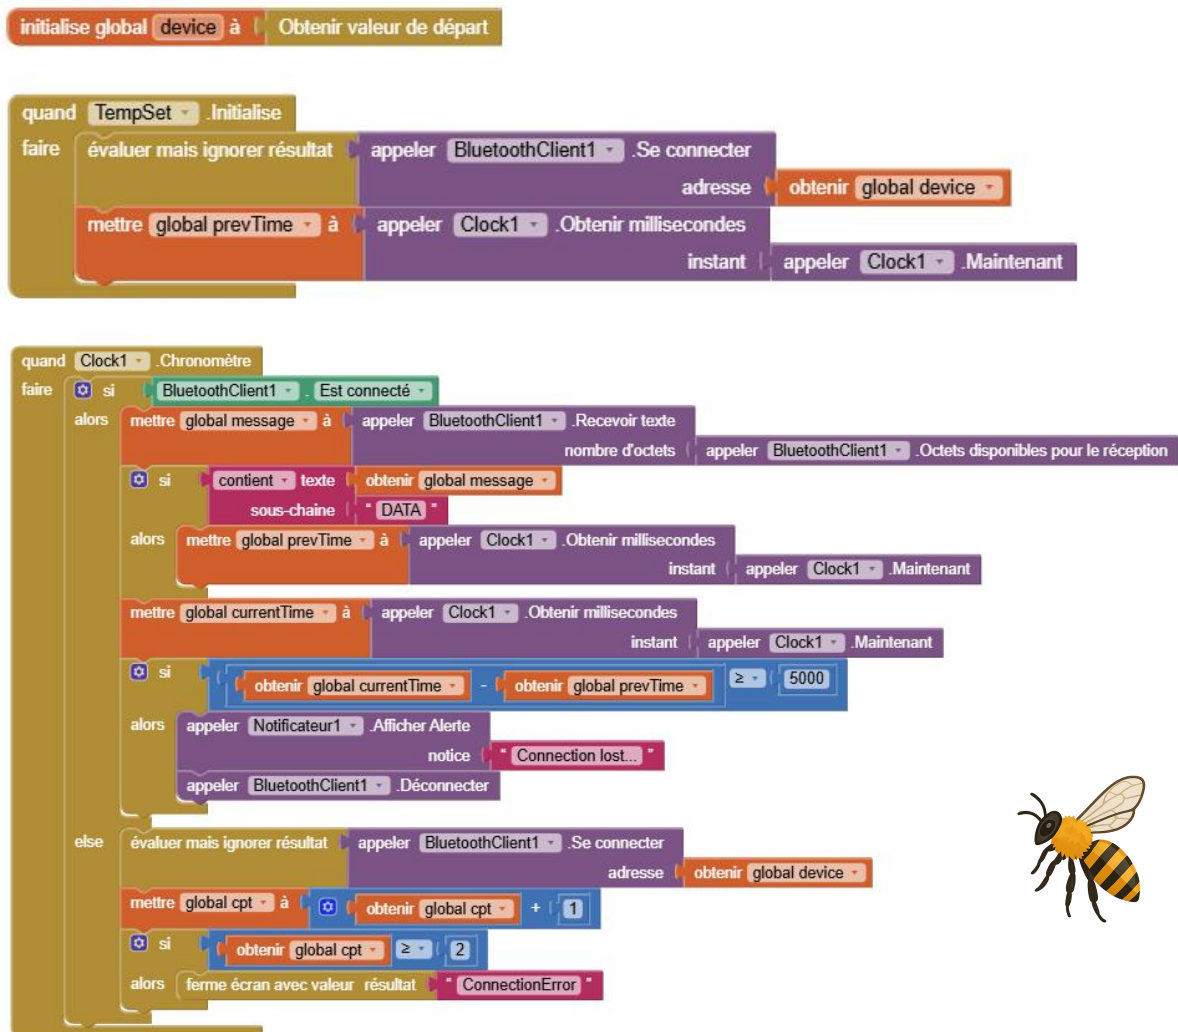 initialise global device à Obtenir valeur de départ
quand TempSet .Initialise
faire évaluer mais ignorer résultat appeler BluetoothClient1 .Se connecter
adresse obtenir global device
mettre global prevTime à appeler Clock1 .Obtenir millisecondes
instant appeler Clock1 .Maintenant
quand Clock1 .Chronomètre
faire si BluetoothClient1 . Est connecté
alors mettre global message à appeler BluetoothClient1 .Recevoir texte
nombre d'octets appeler BluetoothClient1 .Octets disponibles pour le réception
si contient texte obtenir global message
sous-chaine " DATA "
alors mettre global prevTime à appeler Clock1 .Obtenir millisecondes
instant appeler Clock1 .Maintenant
mettre global currentTime à appeler Clock1 .Obtenir millisecondes
instant appeler Clock1 .Maintenant
si obtenir global currentTime - obtenir global prevTime ≥ 5000
alors appeler Notificateur1 .Afficher Alerte
notice " Connection lost... "
appeler BluetoothClient1 .Déconnecter
else évaluer mais ignorer résultat appeler BluetoothClient1 .Se connecter
adresse obtenir global device
mettre global cpt à obtenir global cpt + 1
si obtenir global cpt ≥ 2
alors ferme écran avec valeur résultat " ConnectionError "